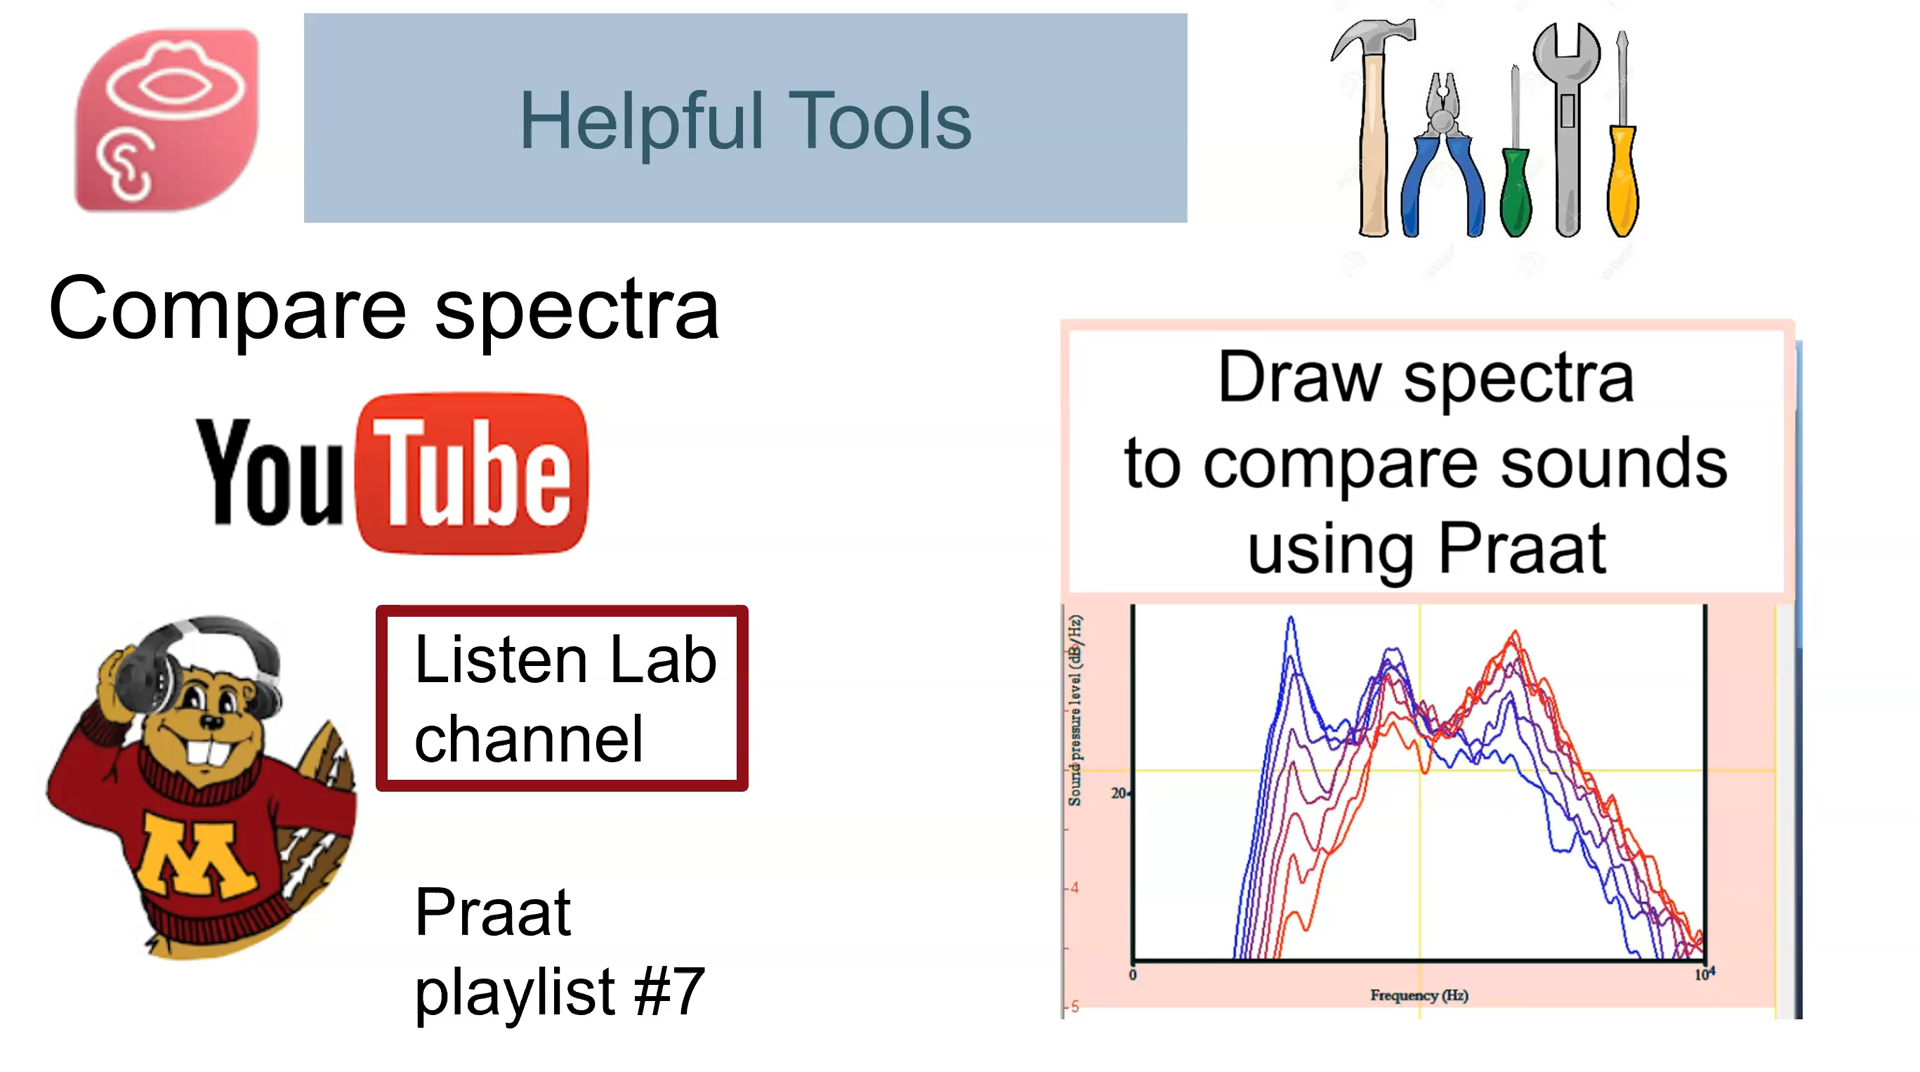 Helpful Tools
Compare spectra
YouTube
Listen Lab
channel
M
Praat
playlist #7
Draw spectra
to compare sounds
using Praat
Sound pressure level (dB/Hz)
20
-4
-5
0
10⁴
Frequency (Hz)